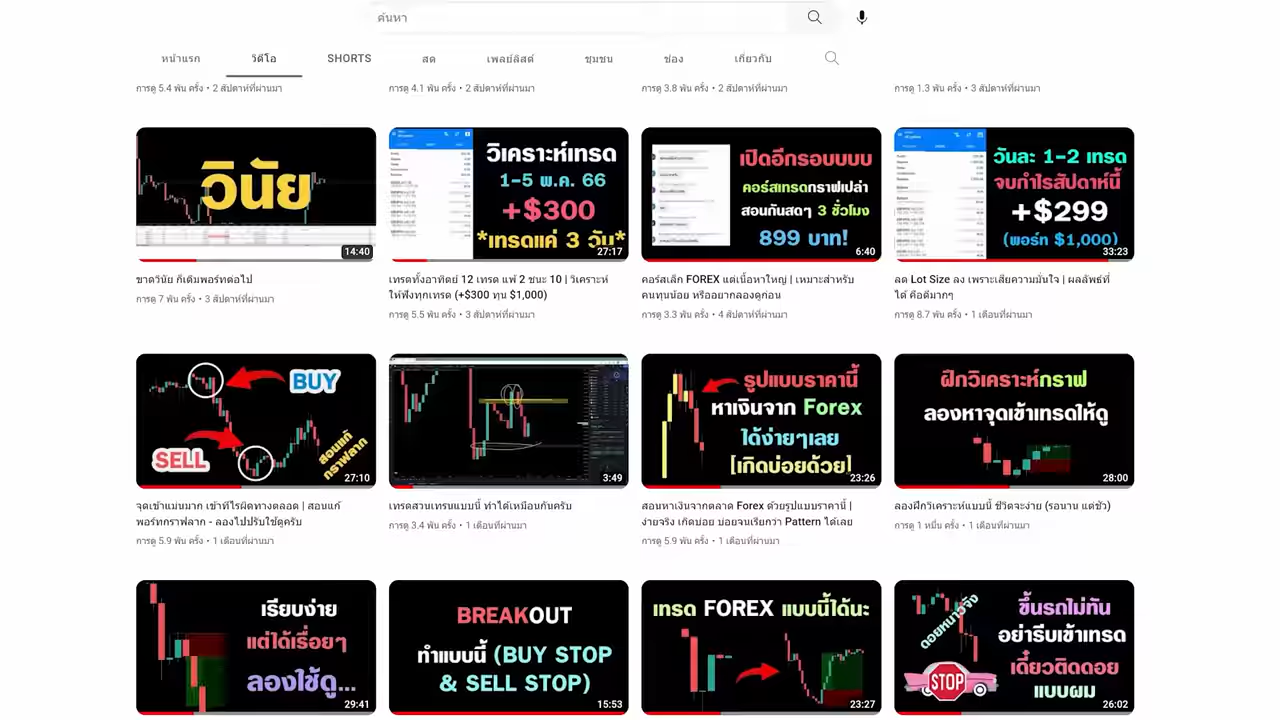 ค้นหา
หน้าแรก
วิดีโอ
SHORTS
สด
เพลย์ลิสต์
ชุมชน
ช่อง
เกี่ยวกับ
การดู 5.4 พัน ครั้ง • 2 สัปดาห์ที่ผ่านมา
การดู 4.1 พัน ครั้ง • 2 สัปดาห์ที่ผ่านมา
การดู 3.8 พัน ครั้ง • 2 สัปดาห์ที่ผ่านมา
การดู 1.3 พัน ครั้ง • 3 สัปดาห์ที่ผ่านมา
วินัย
14:40
วิเคราะห์เทรด
1-5 พ.ค. 66
+$300
*เทรดแค่ 3 วัน*
27:17
เปิดอีกรอบบบบ
คอร์สเทรดกราฟเปล่า
สอนกันสดๆ 3 ชั่วโมง
899 บาท!
6:40
วันละ 1-2 เทรด
จบกำไรสัปดาห์นี้
+$299
(พอร์ท $1,000)
33:23
ขาดวินัย ก็เดิมพอร์ทต่อไป
การดู 7 พัน ครั้ง • 3 สัปดาห์ที่ผ่านมา
เทรดทั้งอาทิตย์ 12 เทรด แพ้ 2 ชนะ 10 | วิเคราะห์
ให้ฟังทุกเทรด (+$300 ทุน $1,000)
การดู 5.5 พัน ครั้ง • 3 สัปดาห์ที่ผ่านมา
คอร์สเล็ก FOREX แต่เนื้อหาใหญ่ | เหมาะสำหรับ
คนทุนน้อย หรืออยากลองดูก่อน
การดู 3.3 พัน ครั้ง • 4 สัปดาห์ที่ผ่านมา
ลด Lot Size ลง เพราะเสียความมั่นใจ | ผลลัพธ์ที่
ได้ คือดีมากๆ
การดู 8.7 พัน ครั้ง • 1 เดือนที่ผ่านมา
BUY
SELL
สอนแก้
กราฟลาก
27:10
3:49
รูปแบบราคานี้
หาเงินจาก Forex
ได้ง่ายๆเลย
[เกิดบ่อยด้วย]
23:26
ฝึกวิเคราะห์กราฟ
ลองหาจุดเข้าเทรดให้ดู
28:00
จุดเข้าแม่นมาก เข้าทีไรผิดทางตลอด | สอนแก้
พอร์ทกราฟลาก - ลองไปปรับใช้ดูครับ
การดู 5.9 พัน ครั้ง • 1 เดือนที่ผ่านมา
เทรดสวนเทรนแบบนี้ ทำได้เหมือนกันครับ
การดู 3.4 พัน ครั้ง • 1 เดือนที่ผ่านมา
สอนหาเงินจากตลาด Forex ด้วยรูปแบบราคานี้ |
ง่ายจริง เกิดบ่อย บ่อยจนเรียกว่า Pattern ได้เลย
การดู 5.9 พัน ครั้ง • 1 เดือนที่ผ่านมา
ลองฝึกวิเคราะห์แบบนี้ ชีวิตจะง่าย (รอนาน แต่ชัว)
การดู 1 หมื่น ครั้ง • 1 เดือนที่ผ่านมา
เรียบง่าย
แต่ได้เรื่อยๆ
ลองใช้ดู...
29:41
BREAKOUT
ทำแบบนี้ (BUY STOP
& SELL STOP)
15:53
เทรด FOREX แบบนี้ได้นะ
23:27
ดอยหนาวจัง
ขึ้นรถไม่ทัน
อย่ารีบเข้าเทรด
เดี๋ยวติดดอย
แบบผม
STOP
26:02